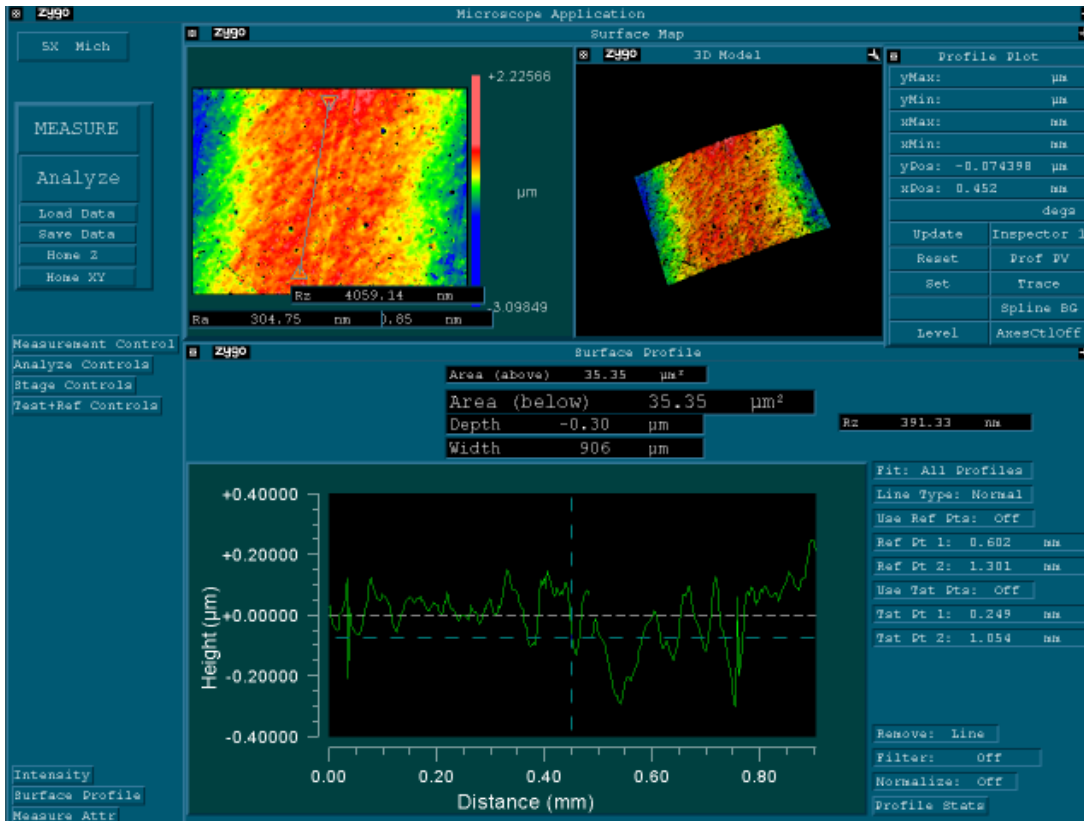 zygo Microscope Application
5X Mich
zygo Surface Map
zygo 3D Model
Profile Plot
MEASURE
Analyze
Load Data
Save Data
Home Z
Home XY
+2.22566
µm
-3.09849
Rz 4059.14 nm
Ra 304.75 nm 0.85 nm
yMax: µm
yMin: µm
xMax: mm
xMin: mm
yPos: -0.074398 µm
xPos: 0.452 mm
degs
Update Inspector 1
Reset Prof PV
Set Trace
Spline BG
Level AxesCtlOff
Measurement Control
Analyze Controls
Stage Controls
Test+Ref Controls
zygo Surface Profile
Area (above) 35.35 µm²
Area (below) 35.35 µm²
Depth -0.30 µm
Width 906 µm
Rz 391.33 nm
Height (µm)
+0.40000
+0.20000
+0.00000
-0.20000
-0.40000
0.00 0.20 0.40 0.60 0.80
Distance (mm)
Fit: All Profiles
Line Type: Normal
Use Ref Pts: Off
Ref Pt 1: 0.602 mm
Ref Pt 2: 1.301 mm
Use Tst Pts: Off
Tst Pt 1: 0.249 mm
Tst Pt 2: 1.054 mm
Remove: Line
Filter: Off
Normalize: Off
Profile Stats
Intensity
Surface Profile
Measure Attr